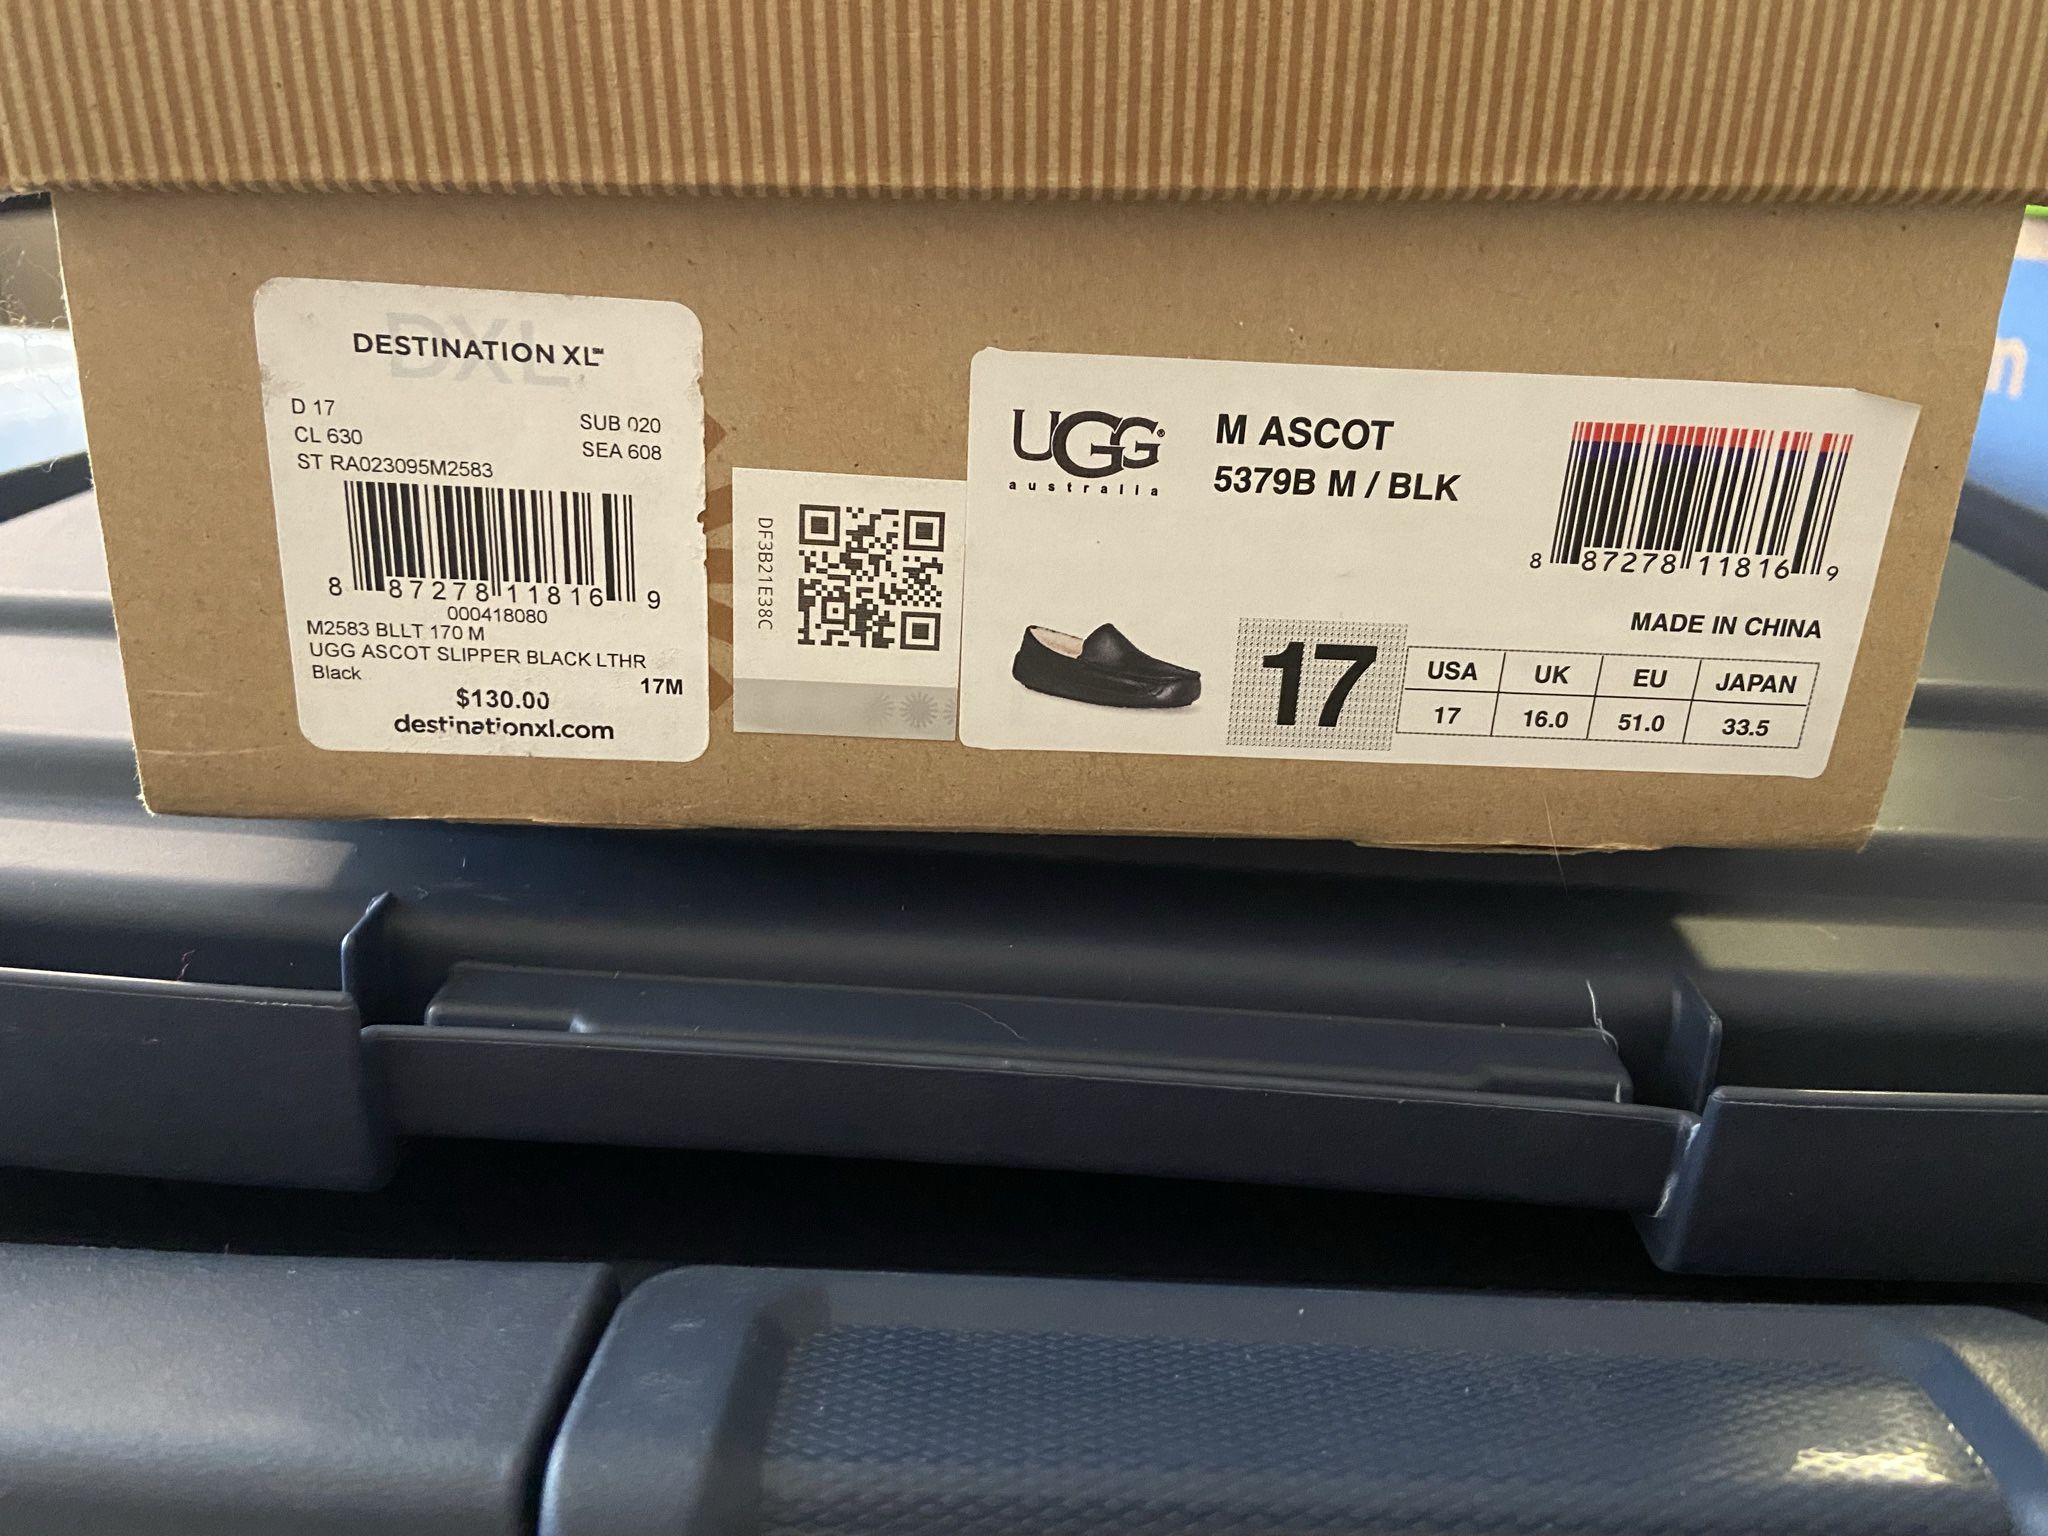 DXL
DESTINATION XL℠
D 17
SUB 020
CL 630
SEA 608
ST RA023095M2583
8 87278 11816 9
000418080
M2583 BLLT 170 M
UGG ASCOT SLIPPER BLACK LTHR
Black
17M
$130.00
destinationxl.com
DF3B21E38C
UGG®
australia
M ASCOT
5379B M / BLK
8 87278 11816 9
MADE IN CHINA
17
USA UK EU JAPAN
17 16.0 51.0 33.5
n